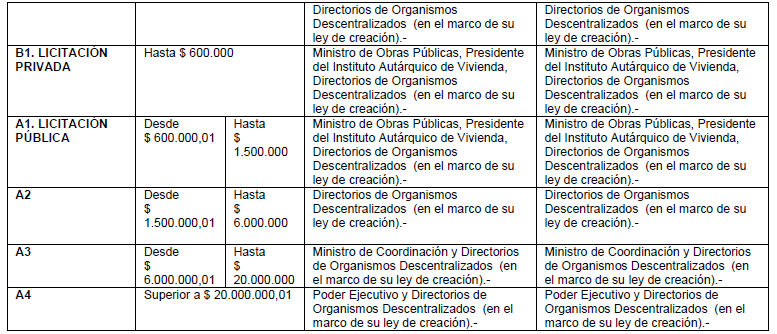 Directorios de Organismos
Descentralizados (en el marco de su
ley de creación).-
Directorios de Organismos
Descentralizados (en el marco de su
ley de creación).-
B1. LICITACIÓN
PRIVADA
Hasta $ 600.000
Ministro de Obras Públicas, Presidente
del Instituto Autárquico de Vivienda,
Directorios de Organismos
Descentralizados (en el marco de su
ley de creación).-
Ministro de Obras Públicas, Presidente
del Instituto Autárquico de Vivienda,
Directorios de Organismos
Descentralizados (en el marco de su
ley de creación).-
A1. LICITACIÓN
PÚBLICA
Desde
$ 600.000,01
Hasta
$
1.500.000
Ministro de Obras Públicas, Presidente
del Instituto Autárquico de Vivienda,
Directorios de Organismos
Descentralizados (en el marco de su
ley de creación).-
Ministro de Obras Públicas, Presidente
del Instituto Autárquico de Vivienda,
Directorios de Organismos
Descentralizados (en el marco de su
ley de creación).-
A2
Desde
$
1.500.000,01
Hasta
$
6.000.000
Directorios de Organismos
Descentralizados (en el marco de su
ley de creación).-
Directorios de Organismos
Descentralizados (en el marco de su
ley de creación).-
A3
Desde
$
6.000.000,01
Hasta
$
20.000.000
Ministro de Coordinación y Directorios
de Organismos Descentralizados (en
el marco de su ley de creación).-
Ministro de Coordinación y Directorios
de Organismos Descentralizados (en
el marco de su ley de creación).-
A4
Superior a $ 20.000.000,01
Poder Ejecutivo y Directorios de
Organismos Descentralizados (en el
marco de su ley de creación).-
Poder Ejecutivo y Directorios de
Organismos Descentralizados (en el
marco de su ley de creación).-